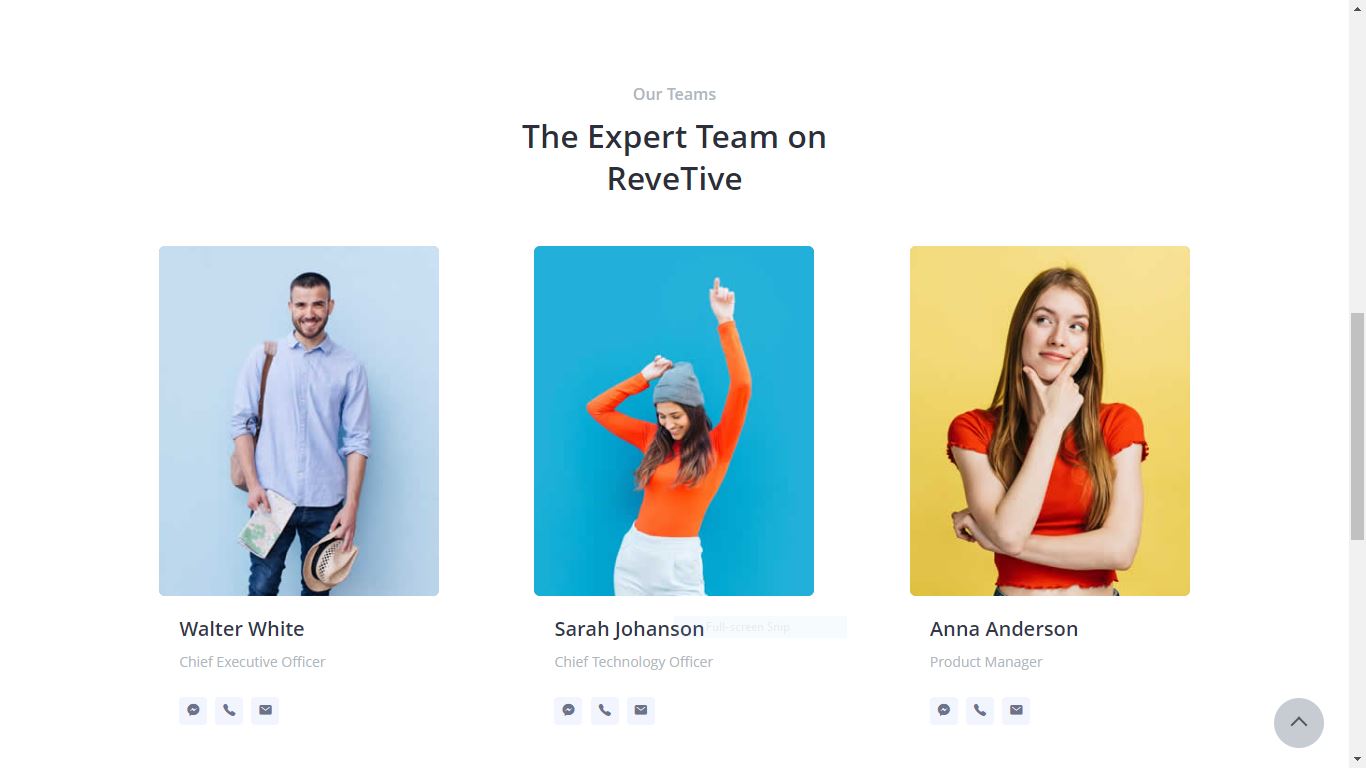 Our Teams
The Expert Team on
ReveTive
Walter White
Sarah Johanson
Full-screen Snip
Anna Anderson
Chief Executive Officer
Chief Technology Officer
Product Manager